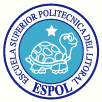 ESCUELA SUPERIOR POLITECNICA DEL LITORAL
ESPOL